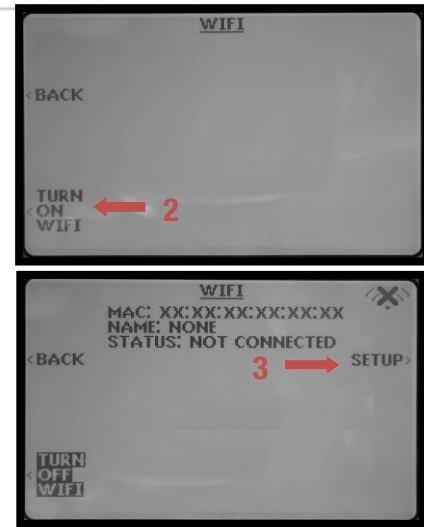 WIFI
<BACK
TURN
<ON
WIFI
2
WIFI
MAC: XX:XX:XX:XX:XX:XX
NAME: NONE
STATUS: NOT CONNECTED
<BACK
3
SETUP>
TURN
<OFF
WIFI